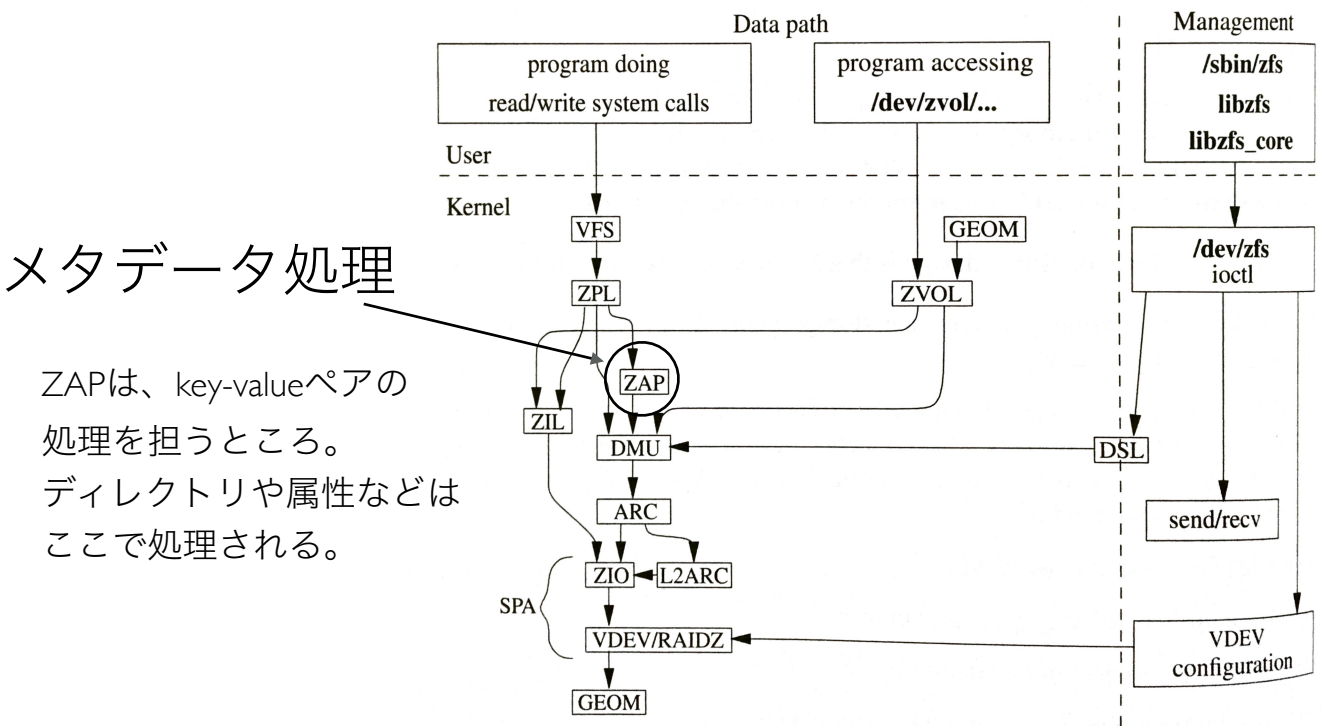 Data path
Management
program doing
read/write system calls
program accessing
/dev/zvol/...
/sbin/zfs
libzfs
libzfs_core
User
Kernel
VFS
GEOM
/dev/zfs
ioctl
メタデータ処理
ZPL
ZVOL
ZAPは、key-valueペアの
処理を担うところ。
ディレクトリや属性などは
ここで処理される。
ZAP
ZIL
DMU
DSL
ARC
send/recv
ZIO
L2ARC
SPA
VDEV/RAIDZ
VDEV
configuration
GEOM